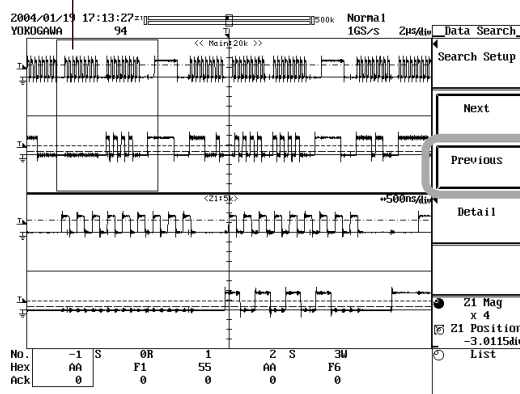 2004/01/19 17:13:27 500k Normal
YOKOGAWA 94 1GS/s 2µs/div
<< Main:20k >>
Data Search
Search Setup
Next
Previous
Detail
<Z1:5k> 500ns/div
Z1 Mag
x 4
Z1 Position
-3.0115div
List
No. -1 S 0R 1 2 S 3W
Hex AA F1 55 AA F6
Ack 0 0 0 0 0